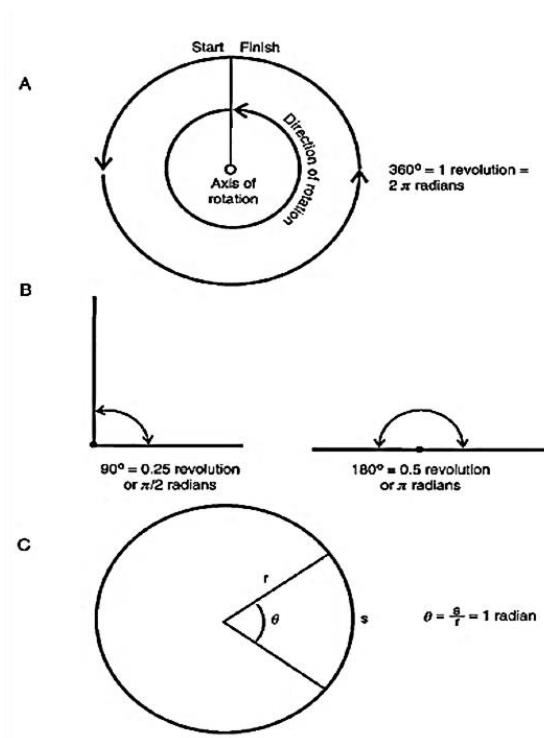 Start Finish
A
Direction of rotation
Axis of
rotation
360° = 1 revolution =
2 π radians
B
90° = 0.25 revolution
or π/2 radians
180° = 0.5 revolution
or π radians
C
r
θ
s
θ = s/r = 1 radian